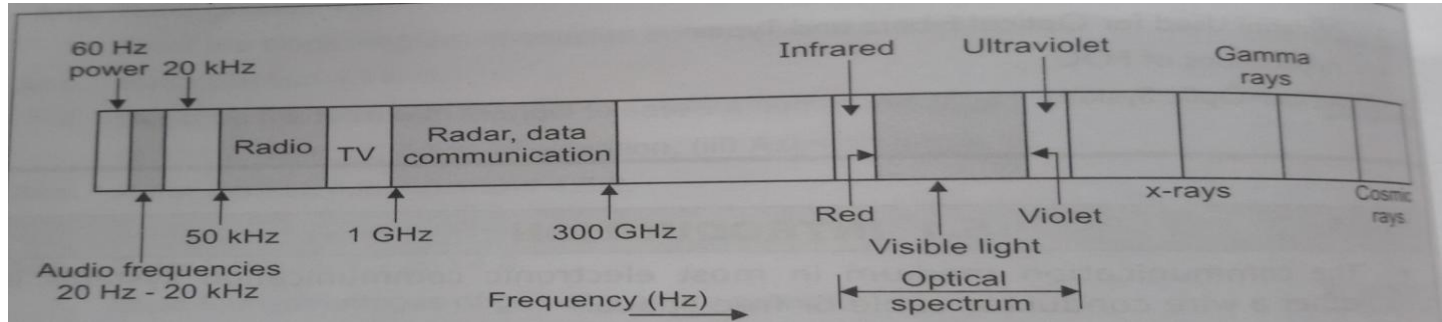 60 Hz
power 20 kHz
Infrared
Ultraviolet
Gamma
rays
Radio
TV
Radar, data
communication
50 kHz
1 GHz
300 GHz
Red
Violet
x-rays
Cosmic
rays
Visible light
Audio frequencies
20 Hz - 20 kHz
Frequency (Hz)
Optical
spectrum